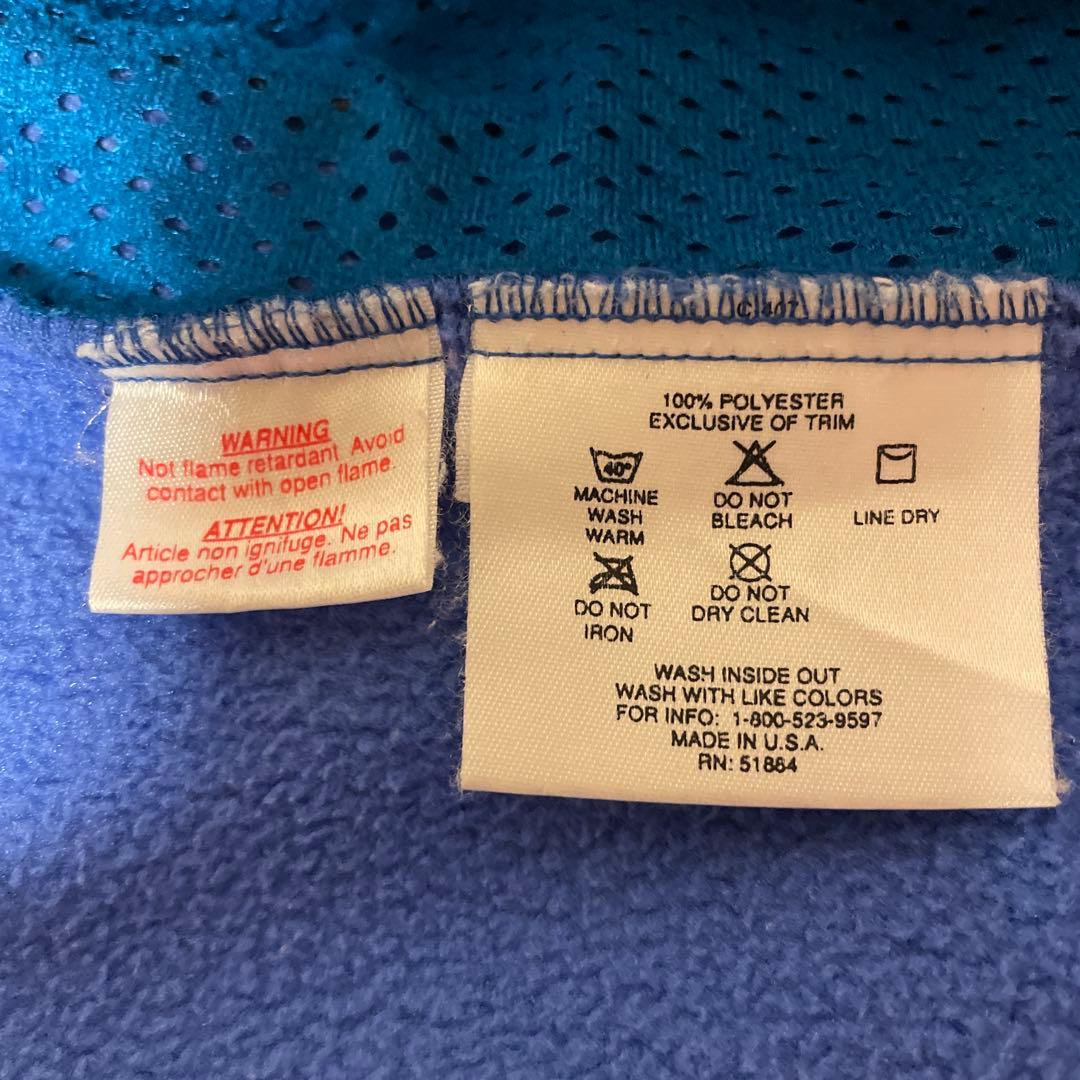 WARNING
Not flame retardant. Avoid
contact with open flame.
ATTENTION!
Article non ignifuge. Ne pas
approcher d'une flamme.
100% POLYESTER
EXCLUSIVE OF TRIM
40°
MACHINE
WASH
WARM
DO NOT
BLEACH
LINE DRY
DO NOT
IRON
DO NOT
DRY CLEAN
WASH INSIDE OUT
WASH WITH LIKE COLORS
FOR INFO: 1-800-523-9597
MADE IN U.S.A.
RN: 51884